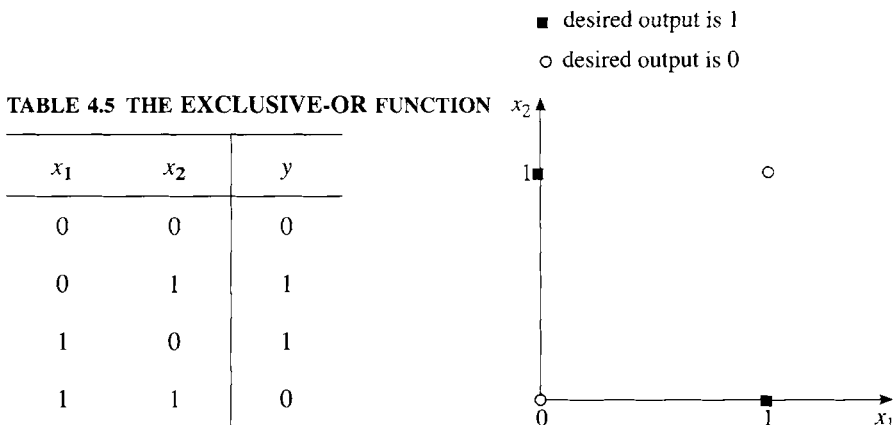 desired output is 1
desired output is 0
TABLE 4.5 THE EXCLUSIVE-OR FUNCTION
x1 x2 y
0 0 0
0 1 1
1 0 1
1 1 0
x2
1
0 1 x1